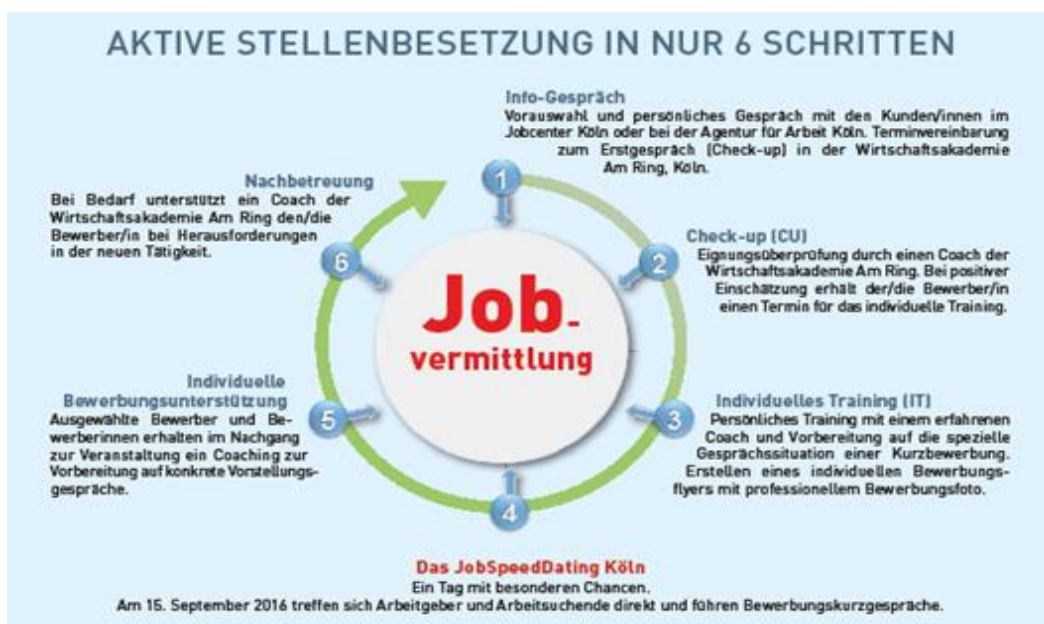 AKTIVE STELLENBESETZUNG IN NUR 6 SCHRITTEN
Info-Gespräch
Vorauswahl und persönliches Gespräch mit den Kunden/innen im
Jobcenter Köln oder bei der Agentur für Arbeit Köln. Terminvereinbarung
zum Erstgespräch (Check-up) in der Wirtschaftsakademie
Am Ring, Köln.
1
Check-up (CU)
Eignungsüberprüfung durch einen Coach der
Wirtschaftsakademie Am Ring. Bei positiver
Einschätzung erhält der/die Bewerber/in
einen Termin für das individuelle Training.
2
Individuelles Training (IT)
Persönliches Training mit einem erfahrenen
Coach und Vorbereitung auf die spezielle
Gesprächssituation einer Kurzbewerbung.
Erstellen eines individuellen Bewerbungs-
flyers mit professionellem Bewerbungsfoto.
3
4
Das JobSpeedDating Köln
Ein Tag mit besonderen Chancen.
Am 15. September 2016 treffen sich Arbeitgeber und Arbeitsuchende direkt und führen Bewerbungskurzgespräche.
Individuelle
Bewerbungsunterstützung
Ausgewählte Bewerber und Be-
werberinnen erhalten im Nachgang
zur Veranstaltung ein Coaching zur
Vorbereitung auf konkrete Vorstellungs-
gespräche.
5
Nachbetreuung
Bei Bedarf unterstützt ein Coach der
Wirtschaftsakademie Am Ring den/die
Bewerber/in bei Herausforderungen
in der neuen Tätigkeit.
6
Job-
vermittlung